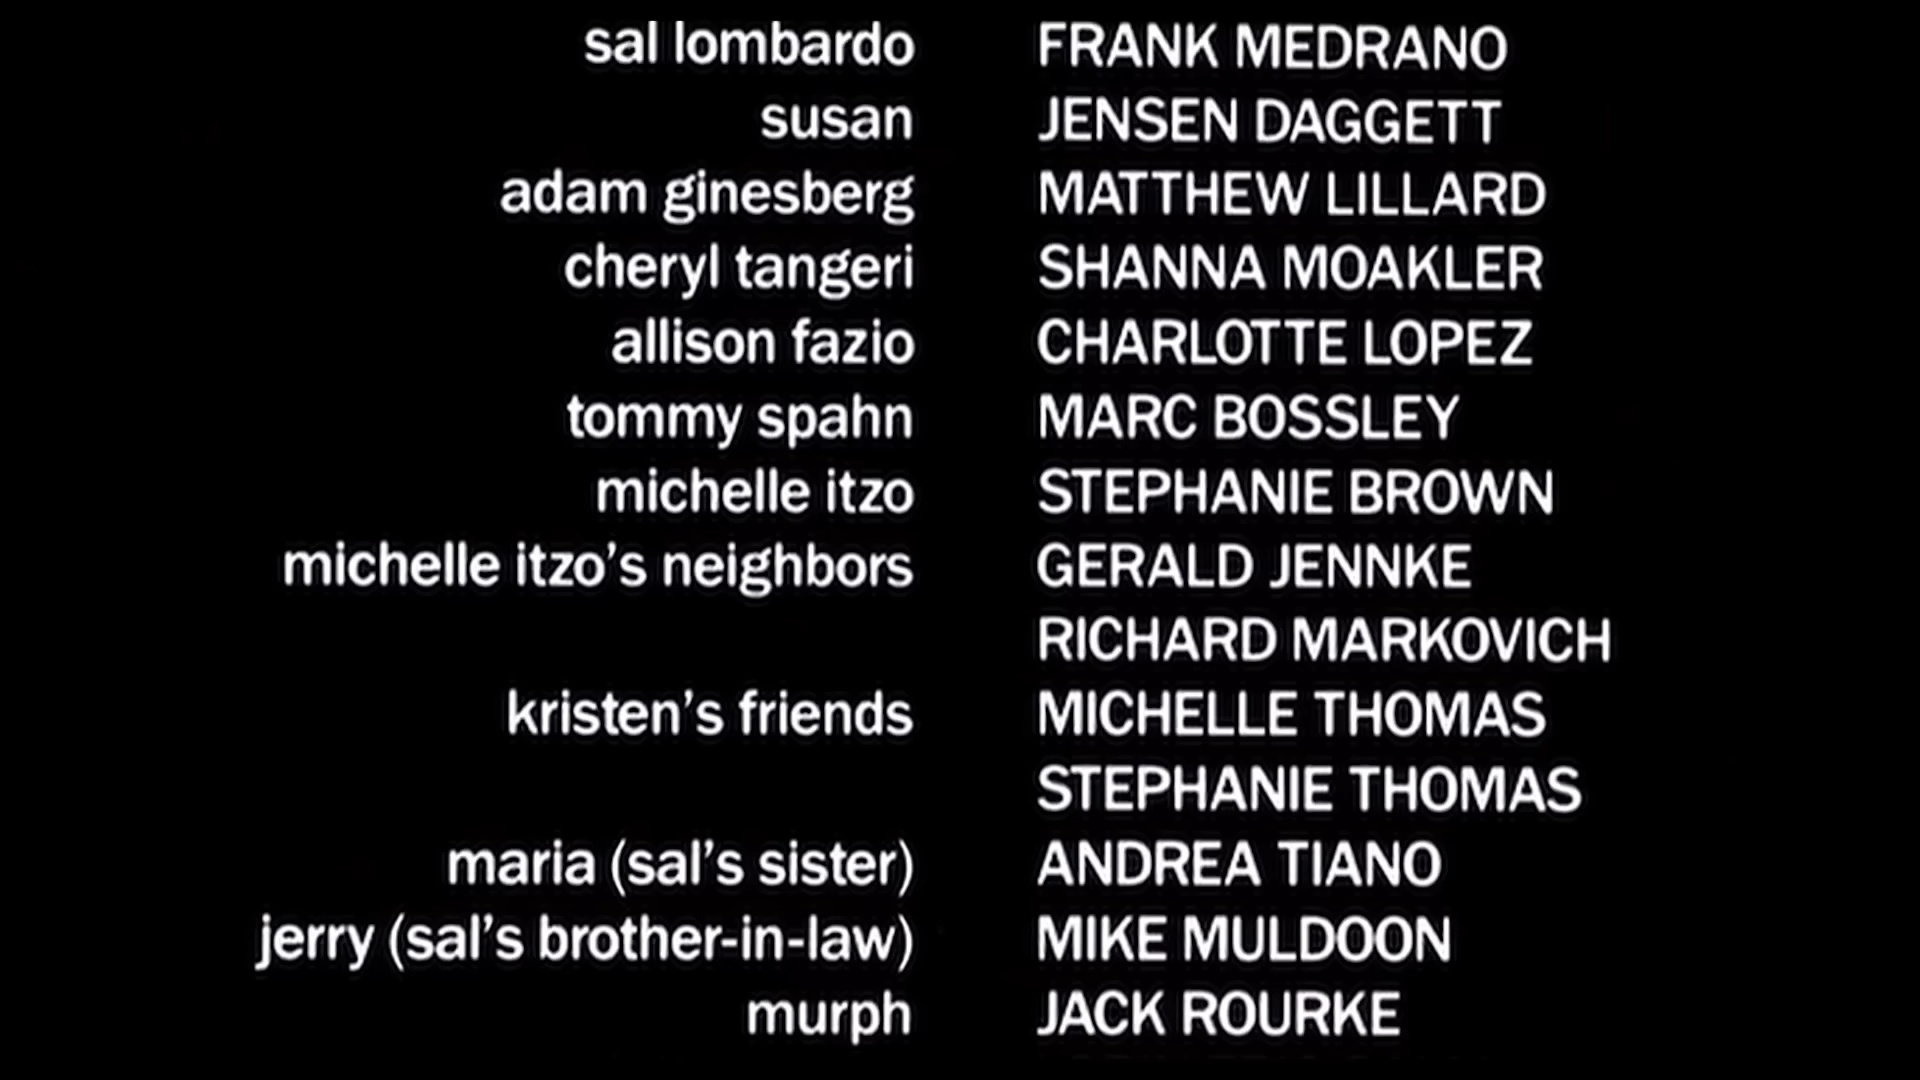 sal lombardo FRANK MEDRANO
susan JENSEN DAGGETT
adam ginesberg MATTHEW LILLARD
cheryl tangeri SHANNA MOAKLER
allison fazio CHARLOTTE LOPEZ
tommy spahn MARC BOSSLEY
michelle itzo STEPHANIE BROWN
michelle itzo's neighbors GERALD JENNKE
RICHARD MARKOVICH
kristen's friends MICHELLE THOMAS
STEPHANIE THOMAS
maria (sal's sister) ANDREA TIANO
jerry (sal's brother-in-law) MIKE MULDOON
murph JACK ROURKE